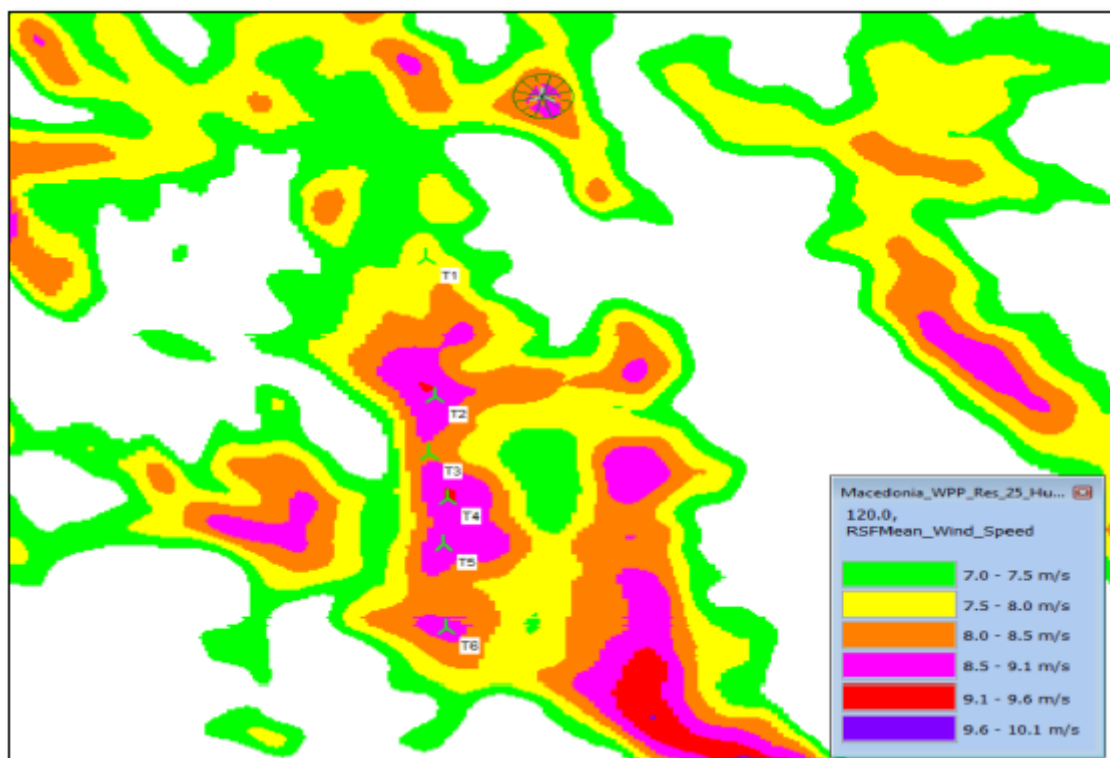 T1
T2
T3
T4
T5
T6
Macedonia_WPP_Res_25_Hu...
120.0,
RSFMean_Wind_Speed
7.0 - 7.5 m/s
7.5 - 8.0 m/s
8.0 - 8.5 m/s
8.5 - 9.1 m/s
9.1 - 9.6 m/s
9.6 - 10.1 m/s